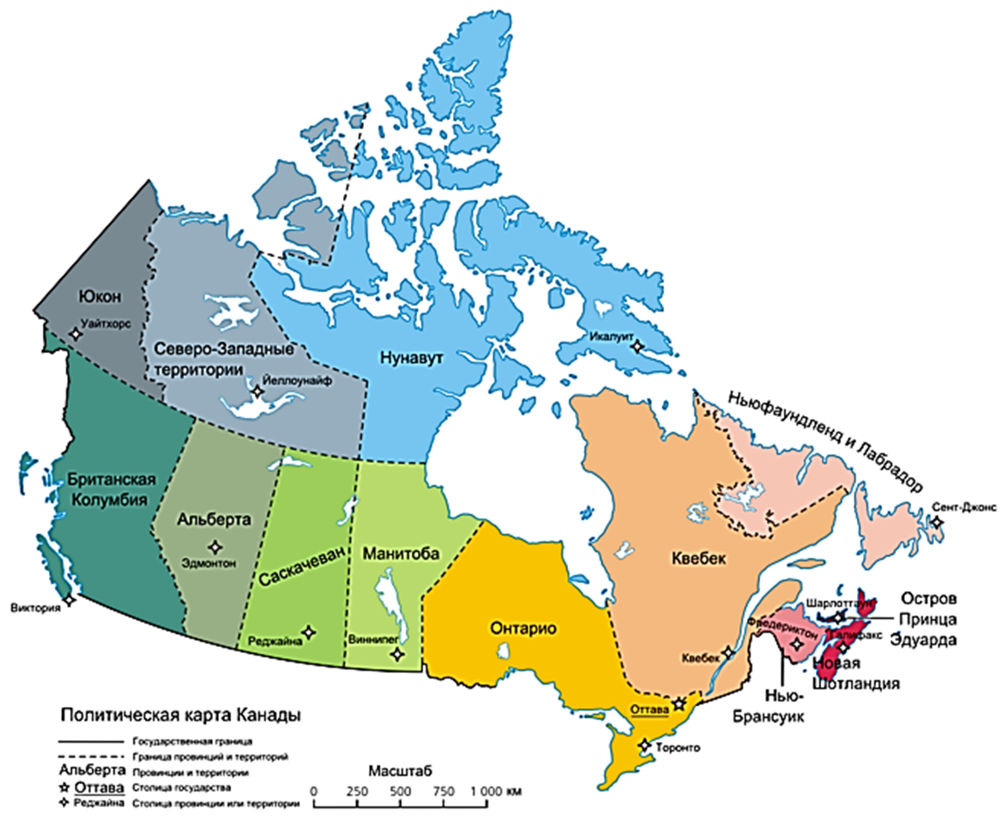 Юкон
Уайтхорс
Северо-Западные
территории
Йеллоунайф
Нунавут
Икалуит
Ньюфаундленд и Лабрадор
Британская
Колумбия
Альберта
Эдмонтон
Саскачеван
Манитоба
Квебек
Сент-Джонс
Виктория
Реджайна
Виннипег
Онтарио
Квебек
Шарлоттаун
Остров
Принца
Эдуарда
Фредериктон
Галифакс
Новая
Шотландия
Нью-
Брансуик
Оттава
Торонто
Политическая карта Канады
Государственная граница
Граница провинций и территорий
Альберта Провинции и территории
Оттава Столица государства
Реджайна Столица провинции или территории
Масштаб
0 250 500 750 1 000 км